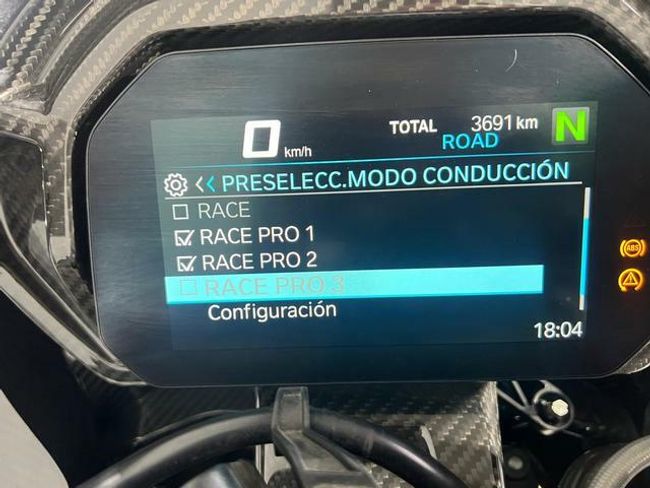 0 km/h TOTAL 3691 km N
ROAD
<< PRESELECC.MODO CONDUCCIÓN
RACE
RACE PRO 1
RACE PRO 2
RACE PRO 3
Configuración
18:04
ABS